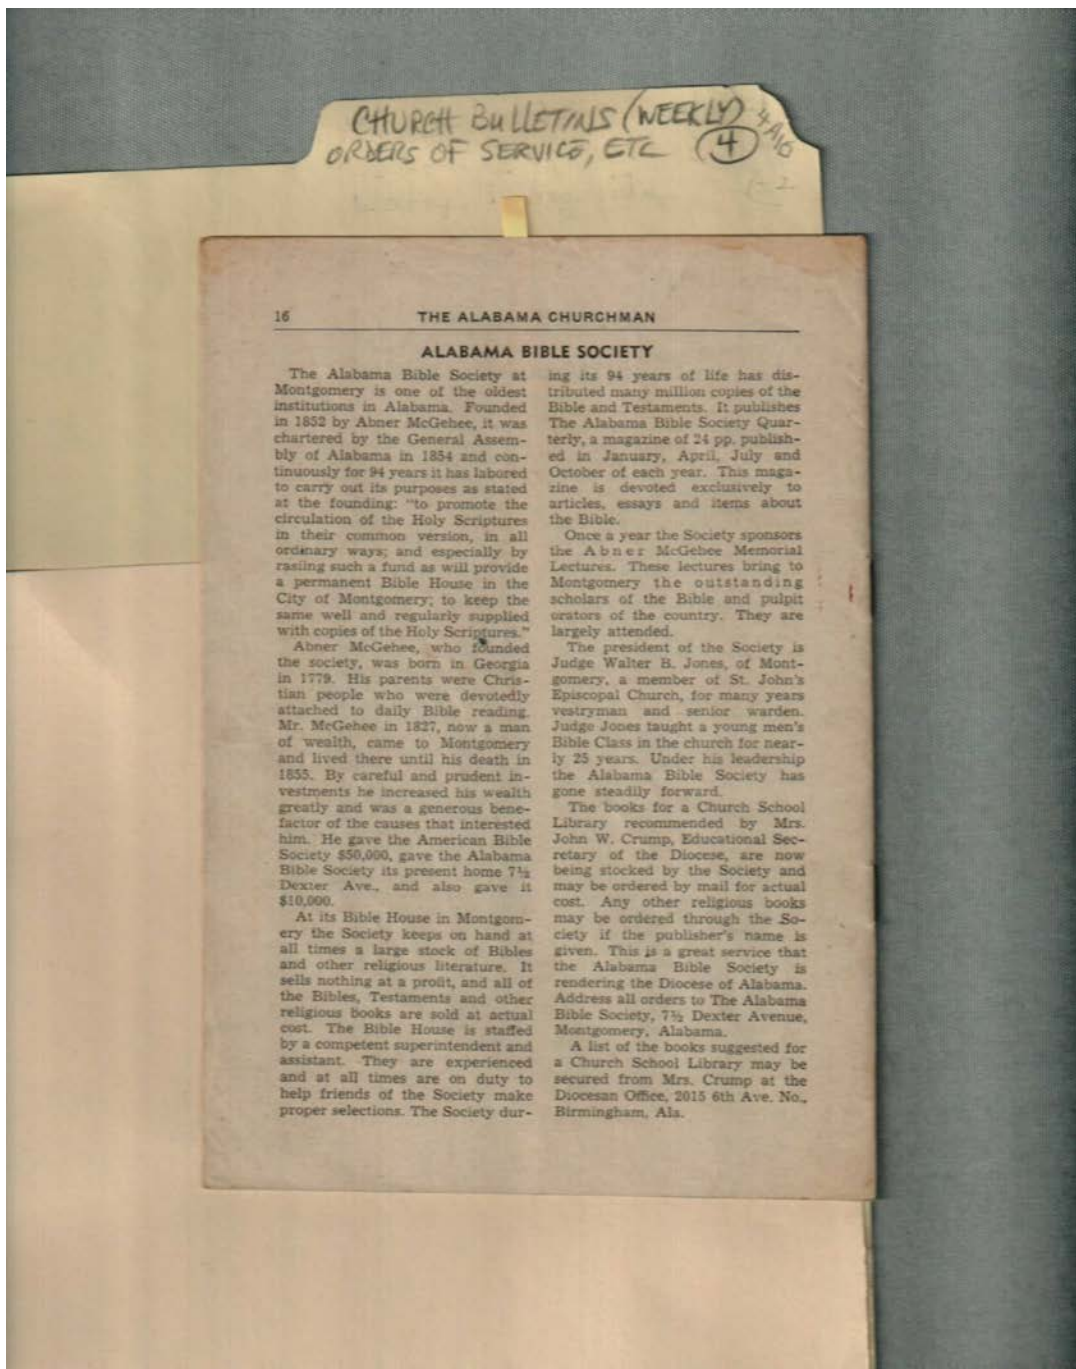 CHURCH BULLETINS (WEEKLY)
ORDERS OF SERVICE, ETC 4
16 THE ALABAMA CHURCHMAN
ALABAMA BIBLE SOCIETY
The Alabama Bible Society at
Montgomery is one of the oldest
institutions in Alabama. Founded
in 1852 by Abner McGehee, it was
chartered by the General Assem-
bly of Alabama in 1854 and con-
tinuously for 94 years it has labored
to carry out its purposes as stated
at the founding: "to promote the
circulation of the Holy Scriptures
in their common version, in all
ordinary ways; and especially by
rasiing such a fund as will provide
a permanent Bible House in the
City of Montgomery; to keep the
same well and regularly supplied
with copies of the Holy Scriptures."
Abner McGehee, who founded
the society, was born in Georgia
in 1779. His parents were Chris-
tian people who were devotedly
attached to daily Bible reading.
Mr. McGehee in 1827, now a man
of wealth, came to Montgomery
and lived there until his death in
1855. By careful and prudent in-
vestments he increased his wealth
greatly and was a generous bene-
factor of the causes that interested
him. He gave the American Bible
Society $50,000, gave the Alabama
Bible Society its present home 7½
Dexter Ave., and also gave it
$10,000.
At its Bible House in Montgom-
ery the Society keeps on hand at
all times a large stock of Bibles
and other religious literature. It
sells nothing at a profit, and all of
the Bibles, Testaments and other
religious books are sold at actual
cost. The Bible House is staffed
by a competent superintendent and
assistant. They are experienced
and at all times are on duty to
help friends of the Society make
proper selections. The Society dur-
ing its 94 years of life has dis-
tributed many million copies of the
Bible and Testaments. It publishes
The Alabama Bible Society Quar-
terly, a magazine of 24 pp. publish-
ed in January, April, July and
October of each year. This maga-
zine is devoted exclusively to
articles, essays and items about
the Bible.
Once a year the Society sponsors
the Abner McGehee Memorial
Lectures. These lectures bring to
Montgomery the outstanding
scholars of the Bible and pulpit
orators of the country. They are
largely attended.
The president of the Society is
Judge Walter B. Jones, of Mont-
gomery, a member of St. John's
Episcopal Church, for many years
vestryman and senior warden.
Judge Jones taught a young men's
Bible Class in the church for near-
ly 25 years. Under his leadership
the Alabama Bible Society has
gone steadily forward.
The books for a Church School
Library recommended by Mrs.
John W. Crump, Educational Sec-
retary of the Diocese, are now
being stocked by the Society and
may be ordered by mail for actual
cost. Any other religious books
may be ordered through the So-
ciety if the publisher's name is
given. This is a great service that
the Alabama Bible Society is
rendering the Diocese of Alabama.
Address all orders to The Alabama
Bible Society, 7½ Dexter Avenue,
Montgomery, Alabama.
A list of the books suggested for
a Church School Library may be
secured from Mrs. Crump at the
Diocesan Office, 2015 6th Ave. No.,
Birmingham, Ala.